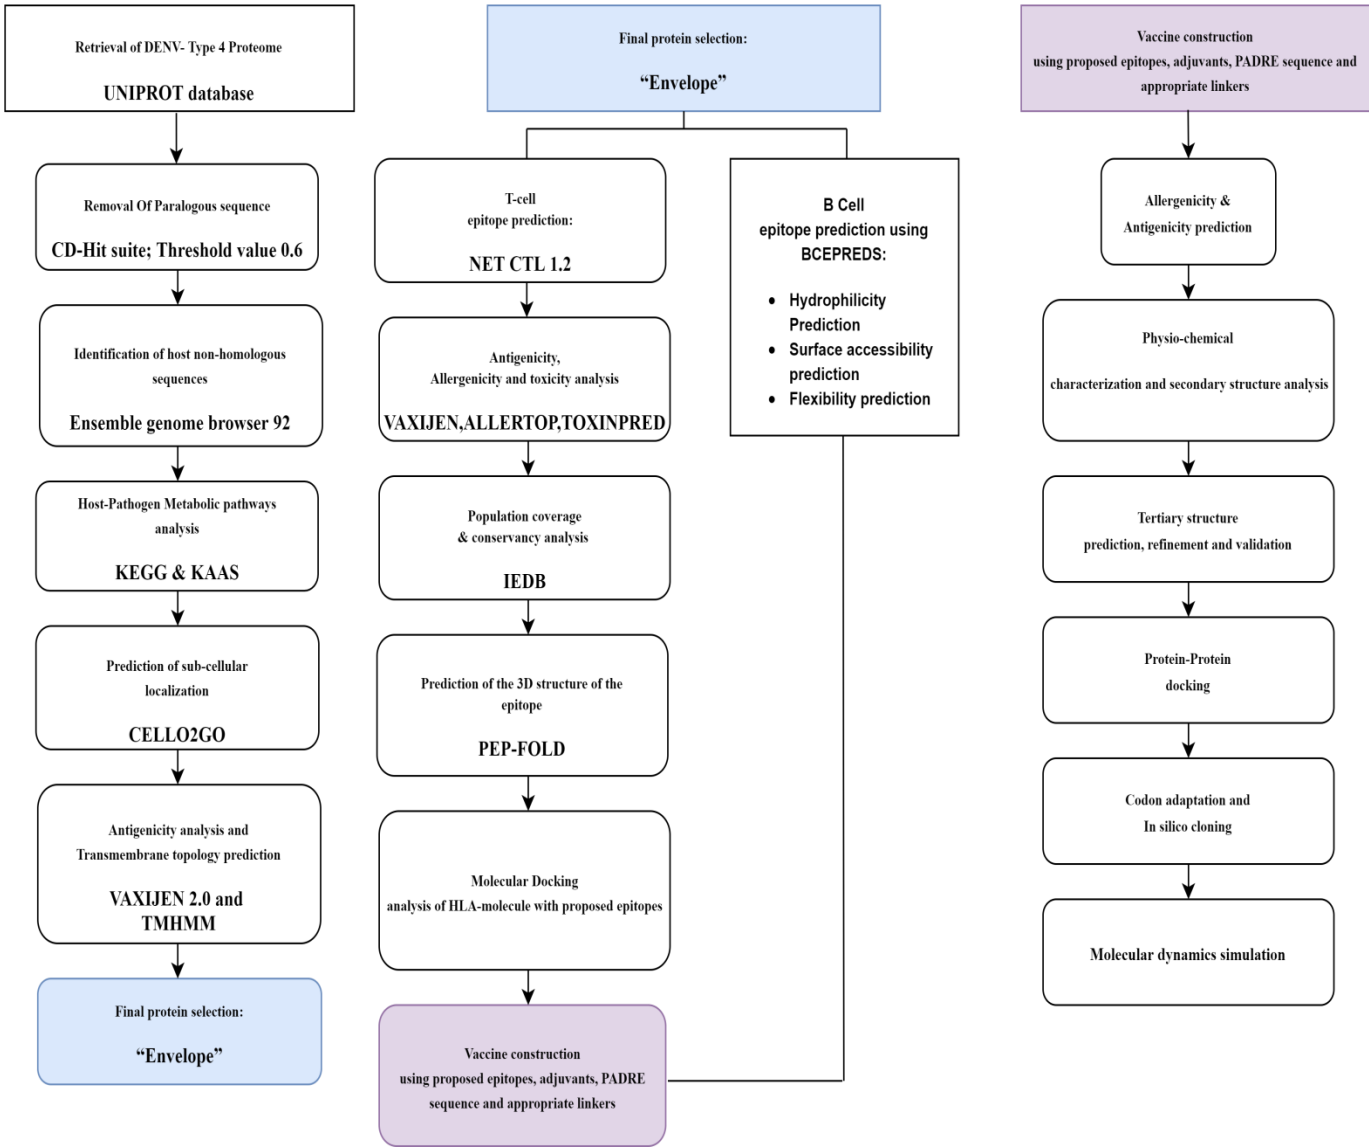 Retrieval of DENV- Type 4 Proteome
UNIPROT database
Removal Of Paralogous sequence
CD-Hit suite; Threshold value 0.6
Identification of host non-homologous
sequences
Ensemble genome browser 92
Host-Pathogen Metabolic pathways
analysis
KEGG & KAAS
Prediction of sub-cellular
localization
CELLO2GO
Antigenicity analysis and
Transmembrane topology prediction
VAXIJEN 2.0 and
TMHMM
Final protein selection:
“Envelope”
Final protein selection:
“Envelope”
T-cell
epitope prediction:
NET CTL 1.2
Antigenicity,
Allergenicity and toxicity analysis
VAXIJEN,ALLERTOP,TOXINPRED
Population coverage
& conservancy analysis
IEDB
Prediction of the 3D structure of the
epitope
PEP-FOLD
Molecular Docking
analysis of HLA-molecule with proposed epitopes
Vaccine construction
using proposed epitopes, adjuvants, PADRE
sequence and appropriate linkers
B Cell
epitope prediction using
BCEPREDS:
• Hydrophilicity
Prediction
• Surface accessibility
prediction
• Flexibility prediction
Vaccine construction
using proposed epitopes, adjuvants, PADRE sequence and
appropriate linkers
Allergenicity &
Antigenicity prediction
Physio-chemical
characterization and secondary structure analysis
Tertiary structure
prediction, refinement and validation
Protein-Protein
docking
Codon adaptation and
In silico cloning
Molecular dynamics simulation